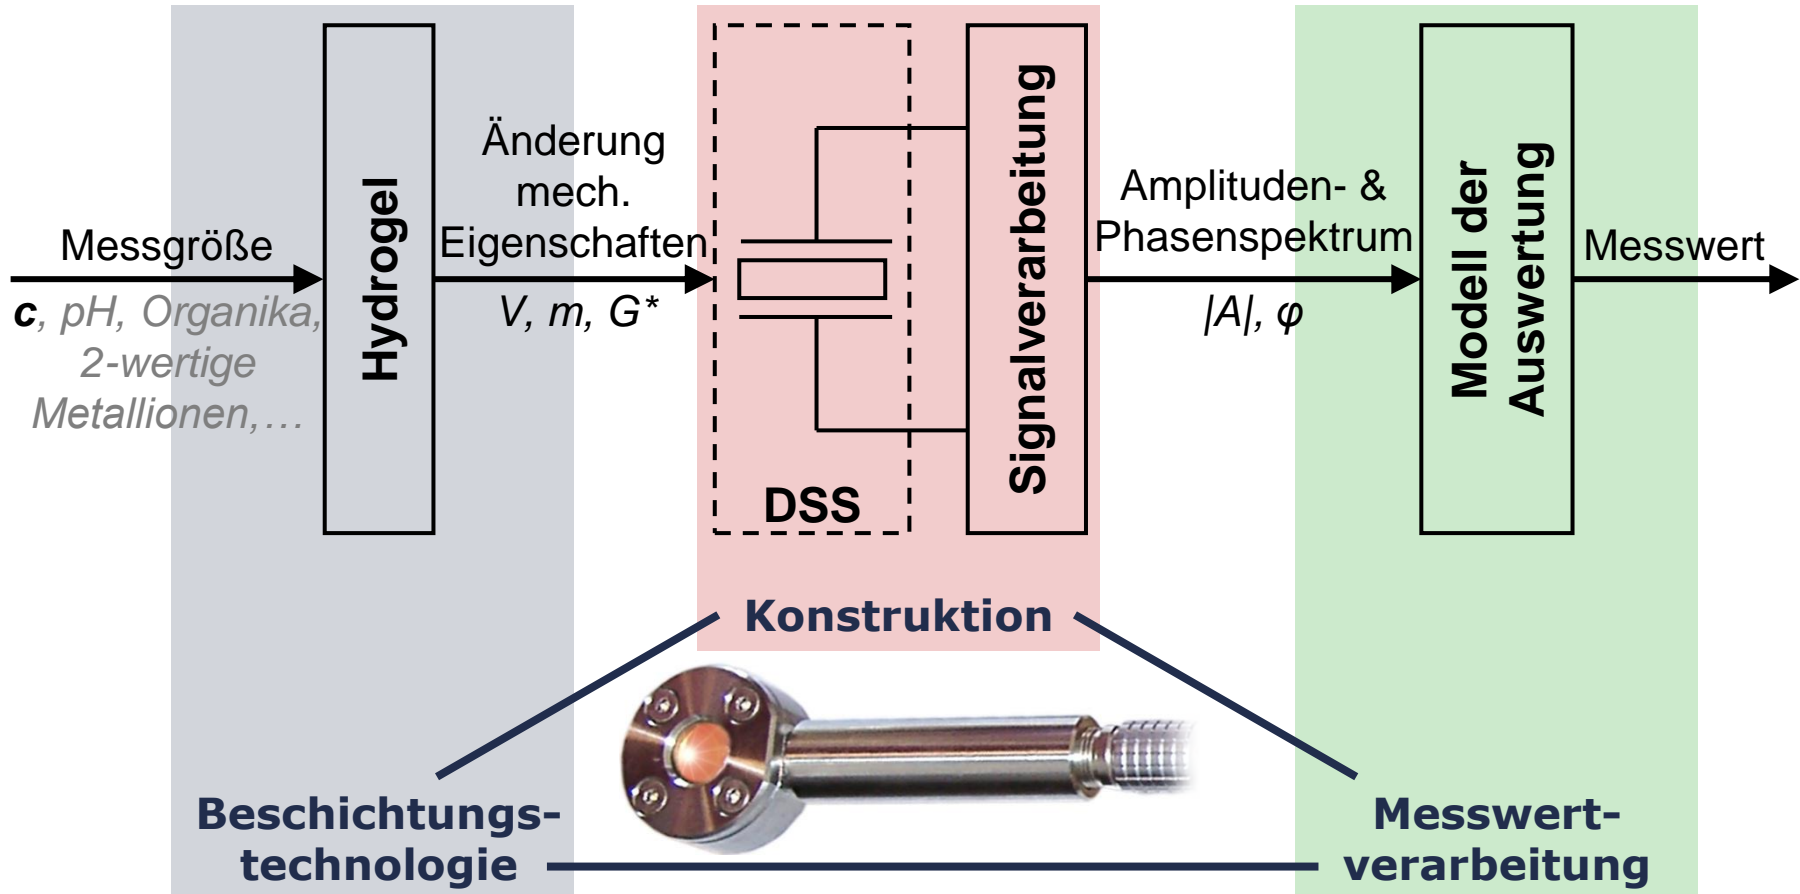 Messgröße
c, pH, Organika,
2-wertige
Metallionen,…
Hydrogel
Änderung
mech.
Eigenschaften
V, m, G*
DSS
Signalverarbeitung
Amplituden- &
Phasenspektrum
|A|, φ
Modell der
Auswertung
Messwert
Konstruktion
Beschichtungs-
technologie
Messwert-
verarbeitung